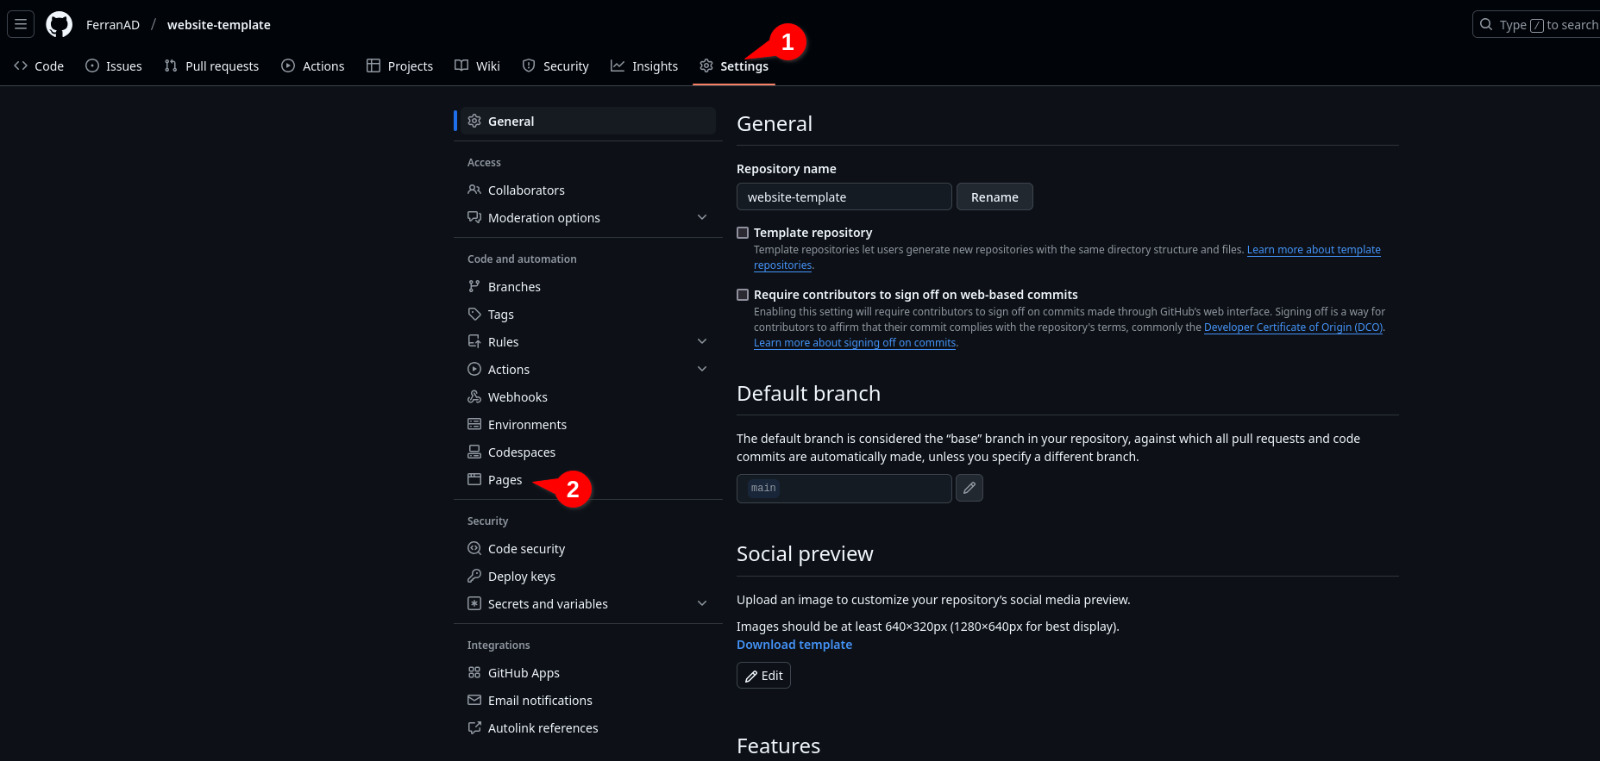 FerranAD / website-template
Type / to search
Code Issues Pull requests Actions Projects Wiki Security Insights Settings
1
General
Access
Collaborators
Moderation options
Code and automation
Branches
Tags
Rules
Actions
Webhooks
Environments
Codespaces
Pages
2
Security
Code security
Deploy keys
Secrets and variables
Integrations
GitHub Apps
Email notifications
Autolink references
General
Repository name
website-template Rename
Template repository
Template repositories let users generate new repositories with the same directory structure and files. Learn more about template
repositories.
Require contributors to sign off on web-based commits
Enabling this setting will require contributors to sign off on commits made through GitHub's web interface. Signing off is a way for
contributors to affirm that their commit complies with the repository's terms, commonly the Developer Certificate of Origin (DCO).
Learn more about signing off on commits.
Default branch
The default branch is considered the “base” branch in your repository, against which all pull requests and code
commits are automatically made, unless you specify a different branch.
main
Social preview
Upload an image to customize your repository's social media preview.
Images should be at least 640×320px (1280×640px for best display).
Download template
Edit
Features